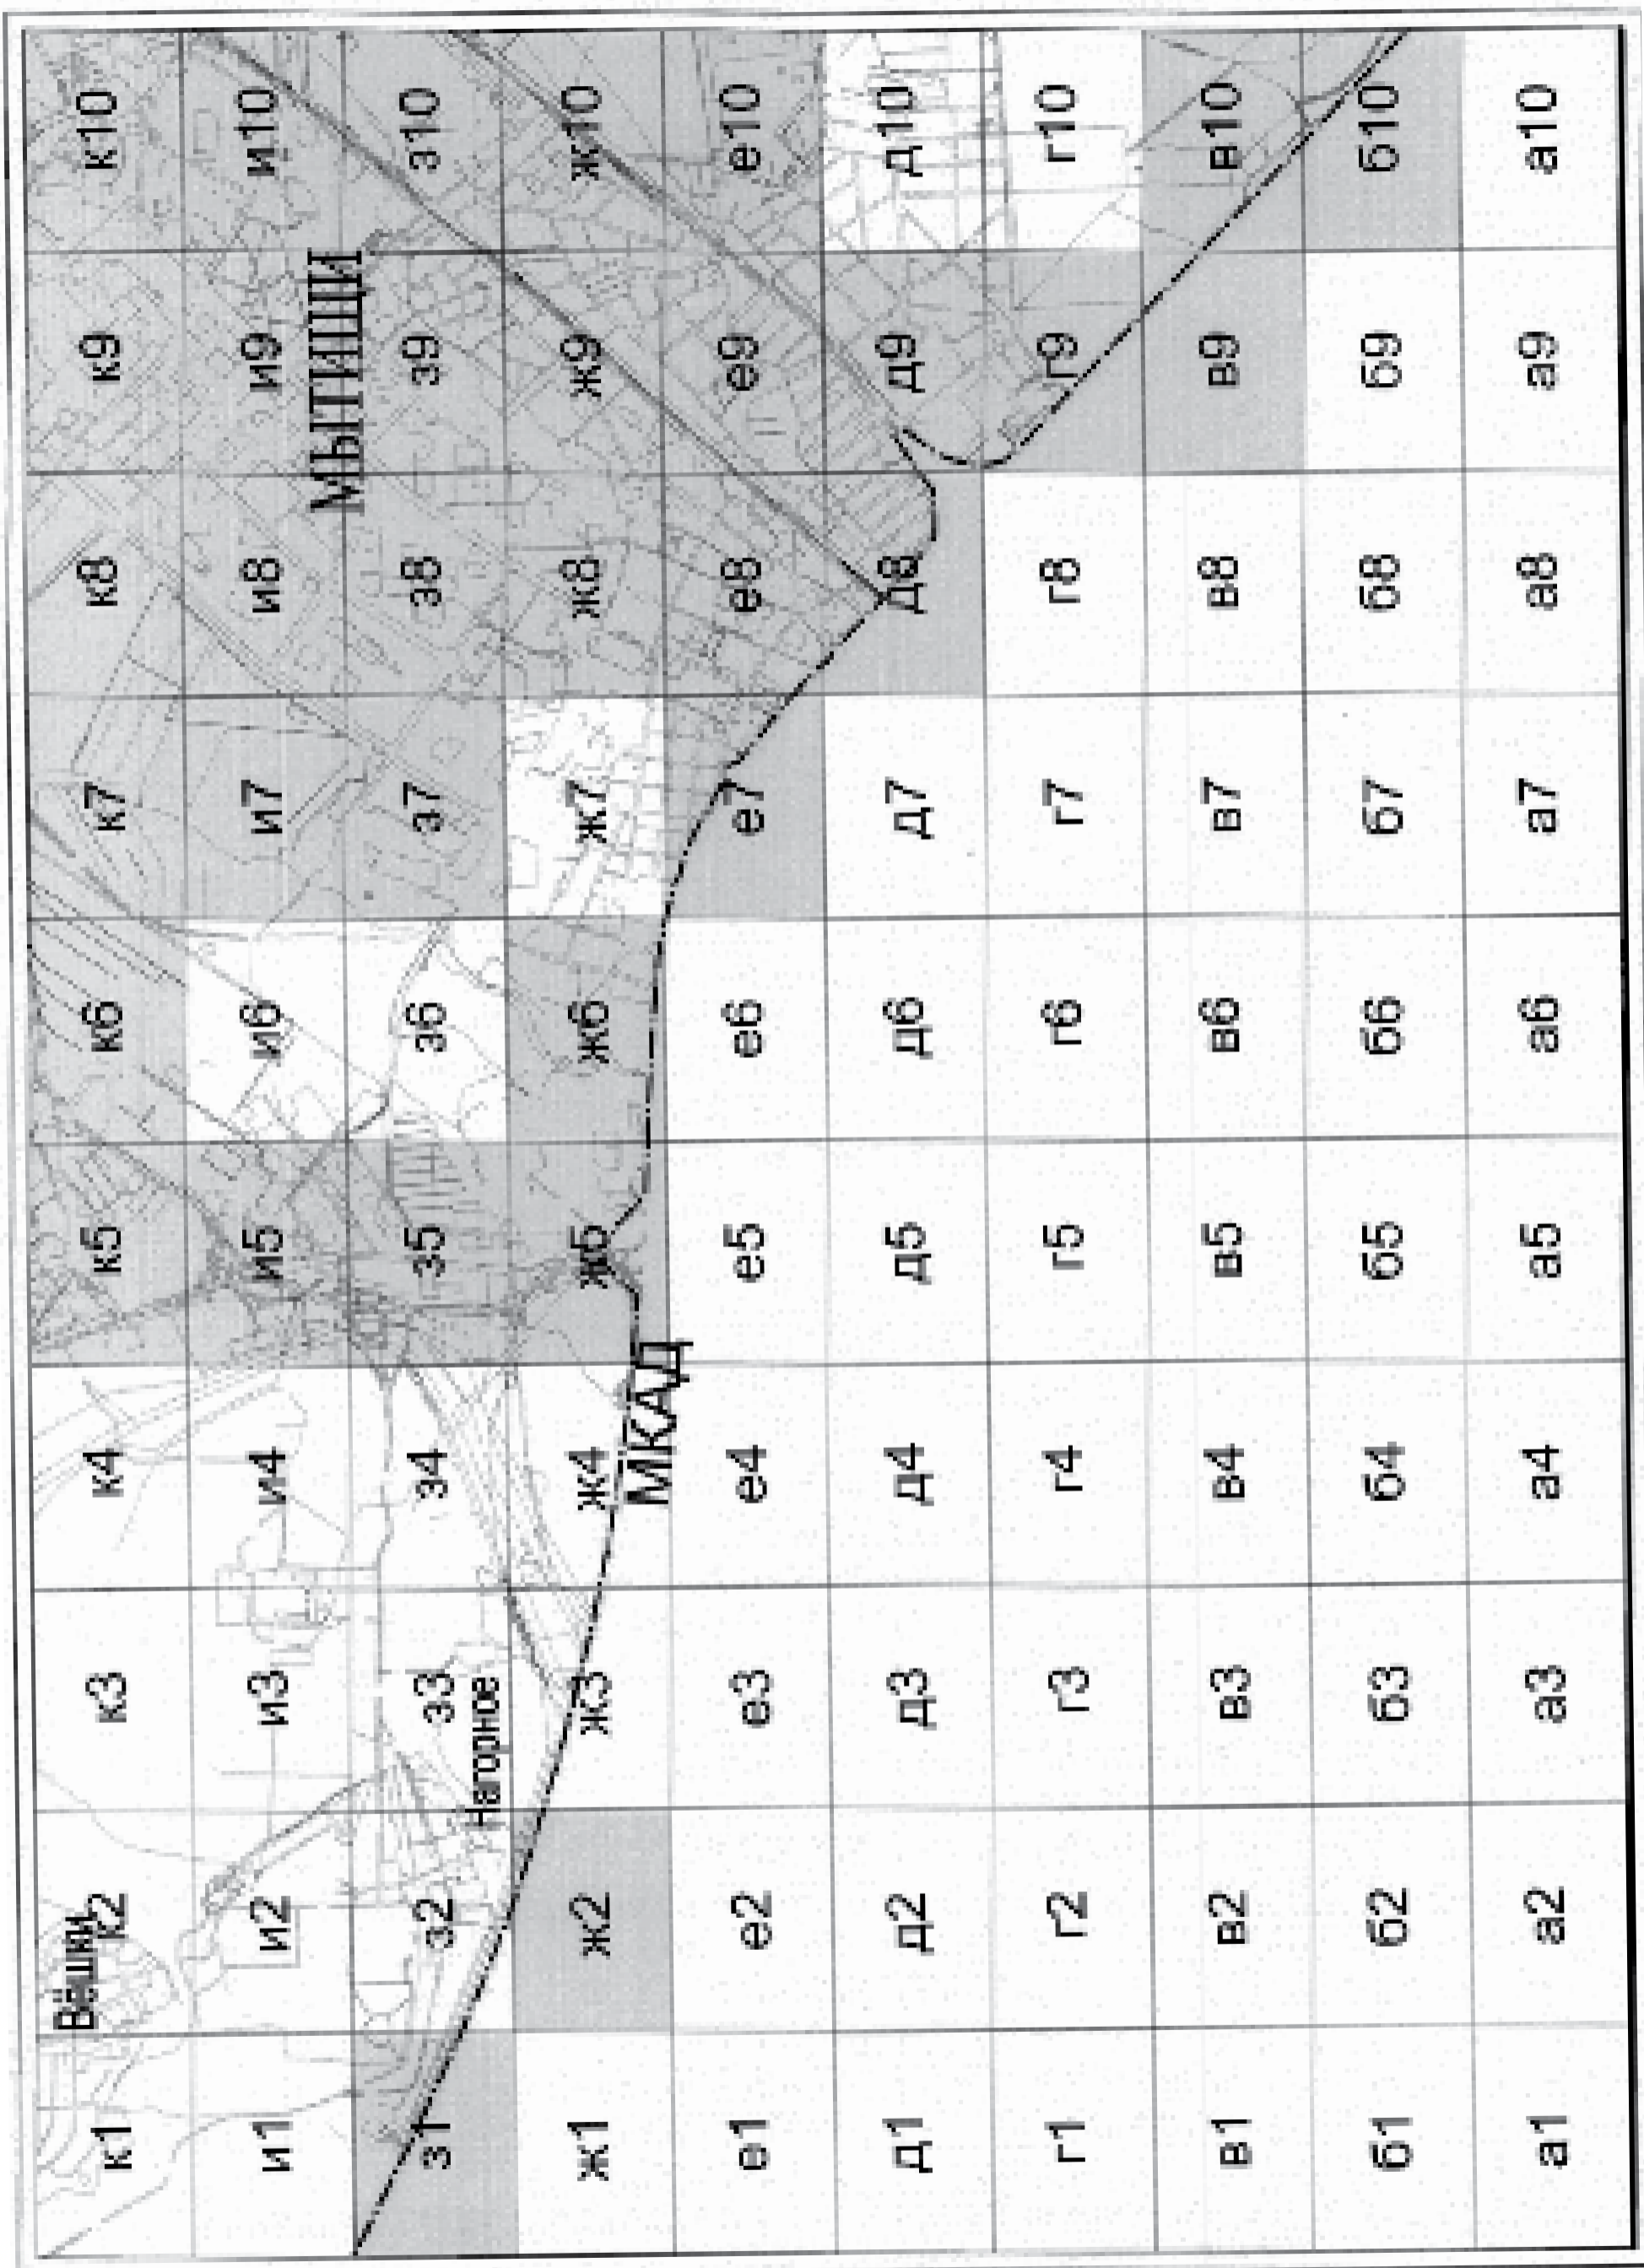 Вёшки
к1 к2 к3 к4 к5 к6 к7 к8 к9 к10
и1 и2 и3 и4 и5 и6 и7 и8 и9 и10
МЫТИЩИ
з1 з2 з3 з4 з5 з6 з7 з8 з9 з10
Нагорное
ж1 ж2 ж3 ж4 ж5 ж6 ж7 ж8 ж9 ж10
МКАД
е1 е2 е3 е4 е5 е6 е7 е8 е9 е10
д1 д2 д3 д4 д5 д6 д7 д8 д9 д10
г1 г2 г3 г4 г5 г6 г7 г8 г9 г10
в1 в2 в3 в4 в5 в6 в7 в8 в9 в10
б1 б2 б3 б4 б5 б6 б7 б8 б9 б10
а1 а2 а3 а4 а5 а6 а7 а8 а9 а10